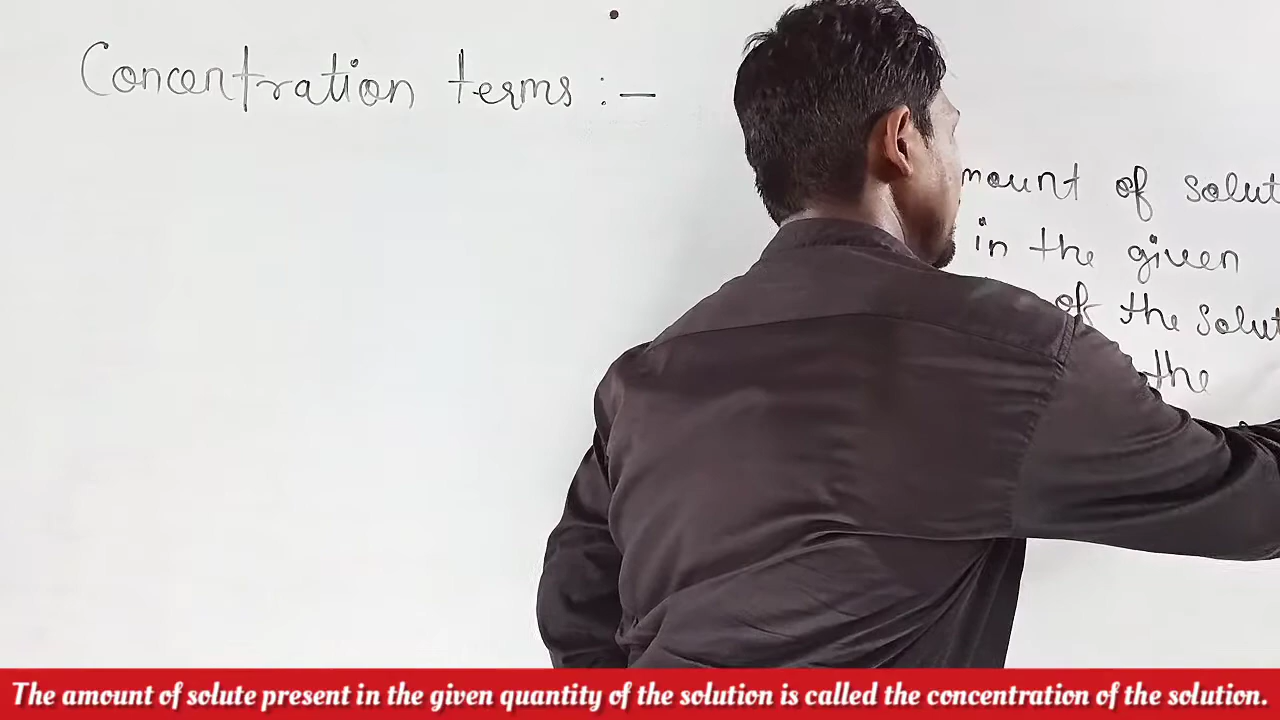 Concentration terms :-
mount of solut
in the given
of the solut
the
The amount of solute present in the given quantity of the solution is called the concentration of the solution.